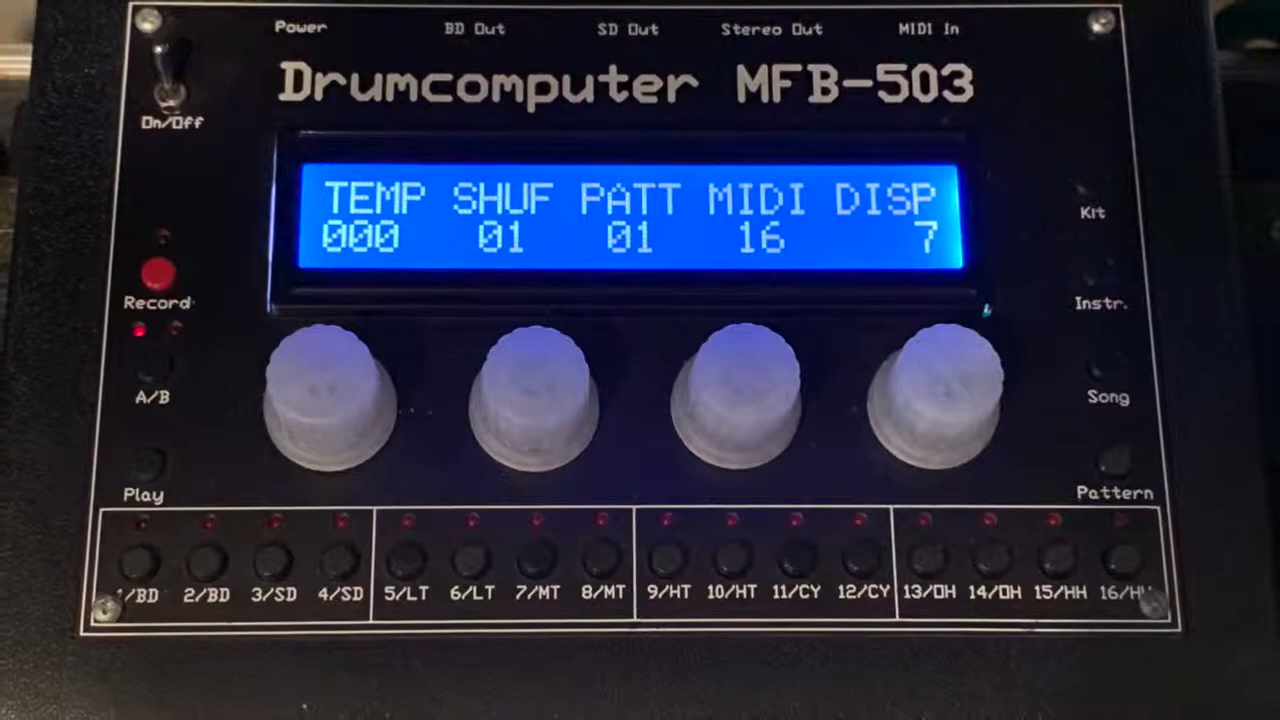 Power BD Out SD Out Stereo Out MIDI In
Drumcomputer MFB-503
On/Off
TEMP SHUF PATT MIDI DISP
000 01 01 16 7
Kit
Record
Instr.
A/B
Song
Play
Pattern
1/BD 2/BD 3/SD 4/SD 5/LT 6/LT 7/MT 8/MT 9/HT 10/HT 11/CY 12/CY 13/OH 14/OH 15/HH 16/HH